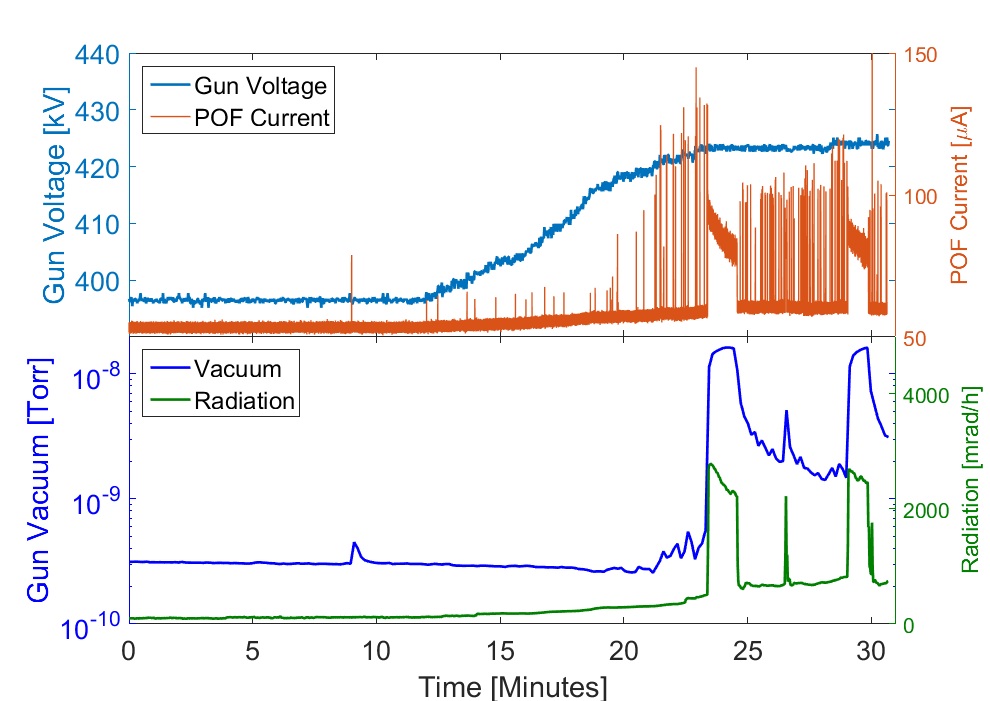 440
430
420
410
400
Gun Voltage [kV]
Gun Voltage
POF Current
150
100
50
POF Current [μA]
10⁻⁸
10⁻⁹
10⁻¹⁰
Gun Vacuum [Torr]
Vacuum
Radiation
4000
2000
0
Radiation [mrad/h]
0 5 10 15 20 25 30
Time [Minutes]